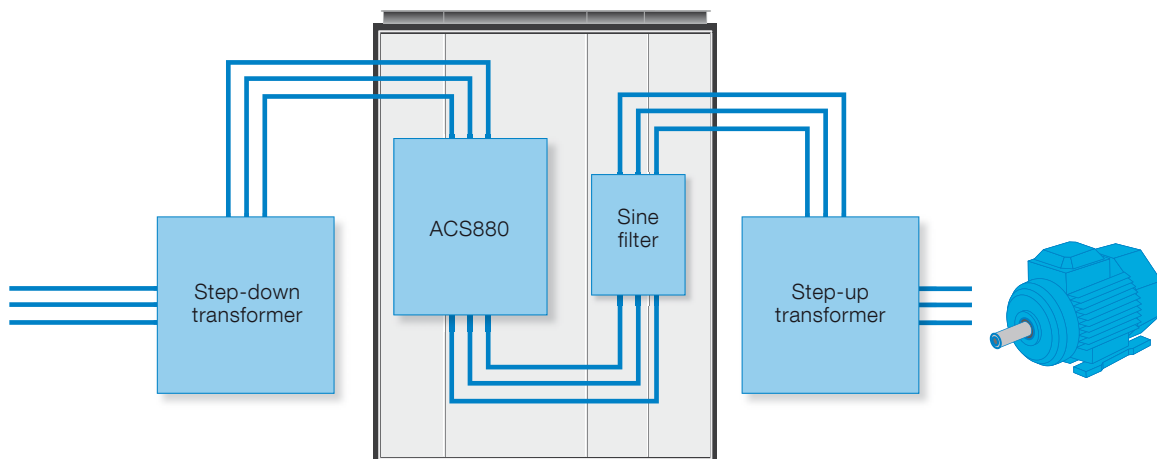 Step-down
transformer
ACS880
Sine
filter
Step-up
transformer